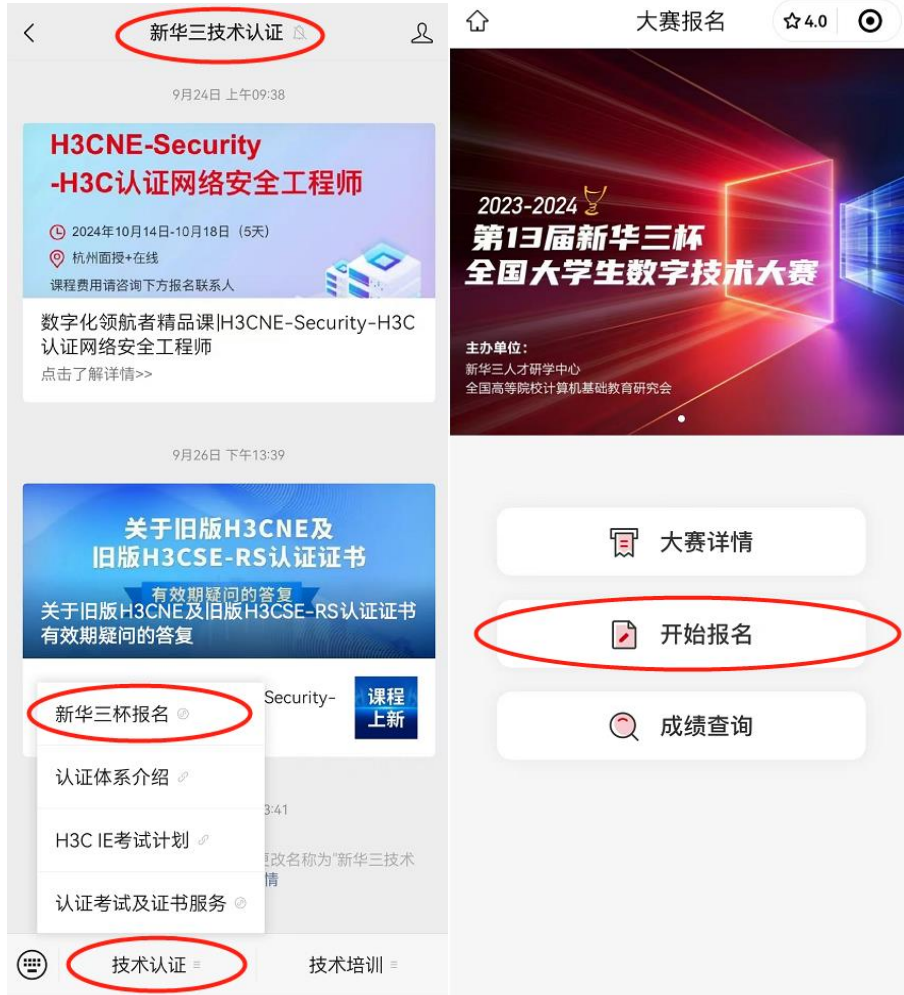 新华三技术认证
9月24日 上午09:38
H3CNE-Security
-H3C认证网络安全工程师
2024年10月14日-10月18日（5天）
杭州面授+在线
课程费用请咨询下方报名联系人
数字化领航者精品课|H3CNE-Security-H3C
认证网络安全工程师
点击了解详情>>
9月26日 下午13:39
关于旧版H3CNE及
旧版H3CSE-RS认证证书
有效期疑问的答复
关于旧版H3CNE及旧版H3CSE-RS认证证书
有效期疑问的答复
Security-
课程
上新
新华三杯报名
认证体系介绍
3:41
H3C IE考试计划
更改名称为"新华三技术
情
认证考试及证书服务
技术认证
技术培训
大赛报名
4.0
2023-2024
第13届新华三杯
全国大学生数字技术大赛
主办单位：
新华三人才研学中心
全国高等院校计算机基础教育研究会
大赛详情
开始报名
成绩查询